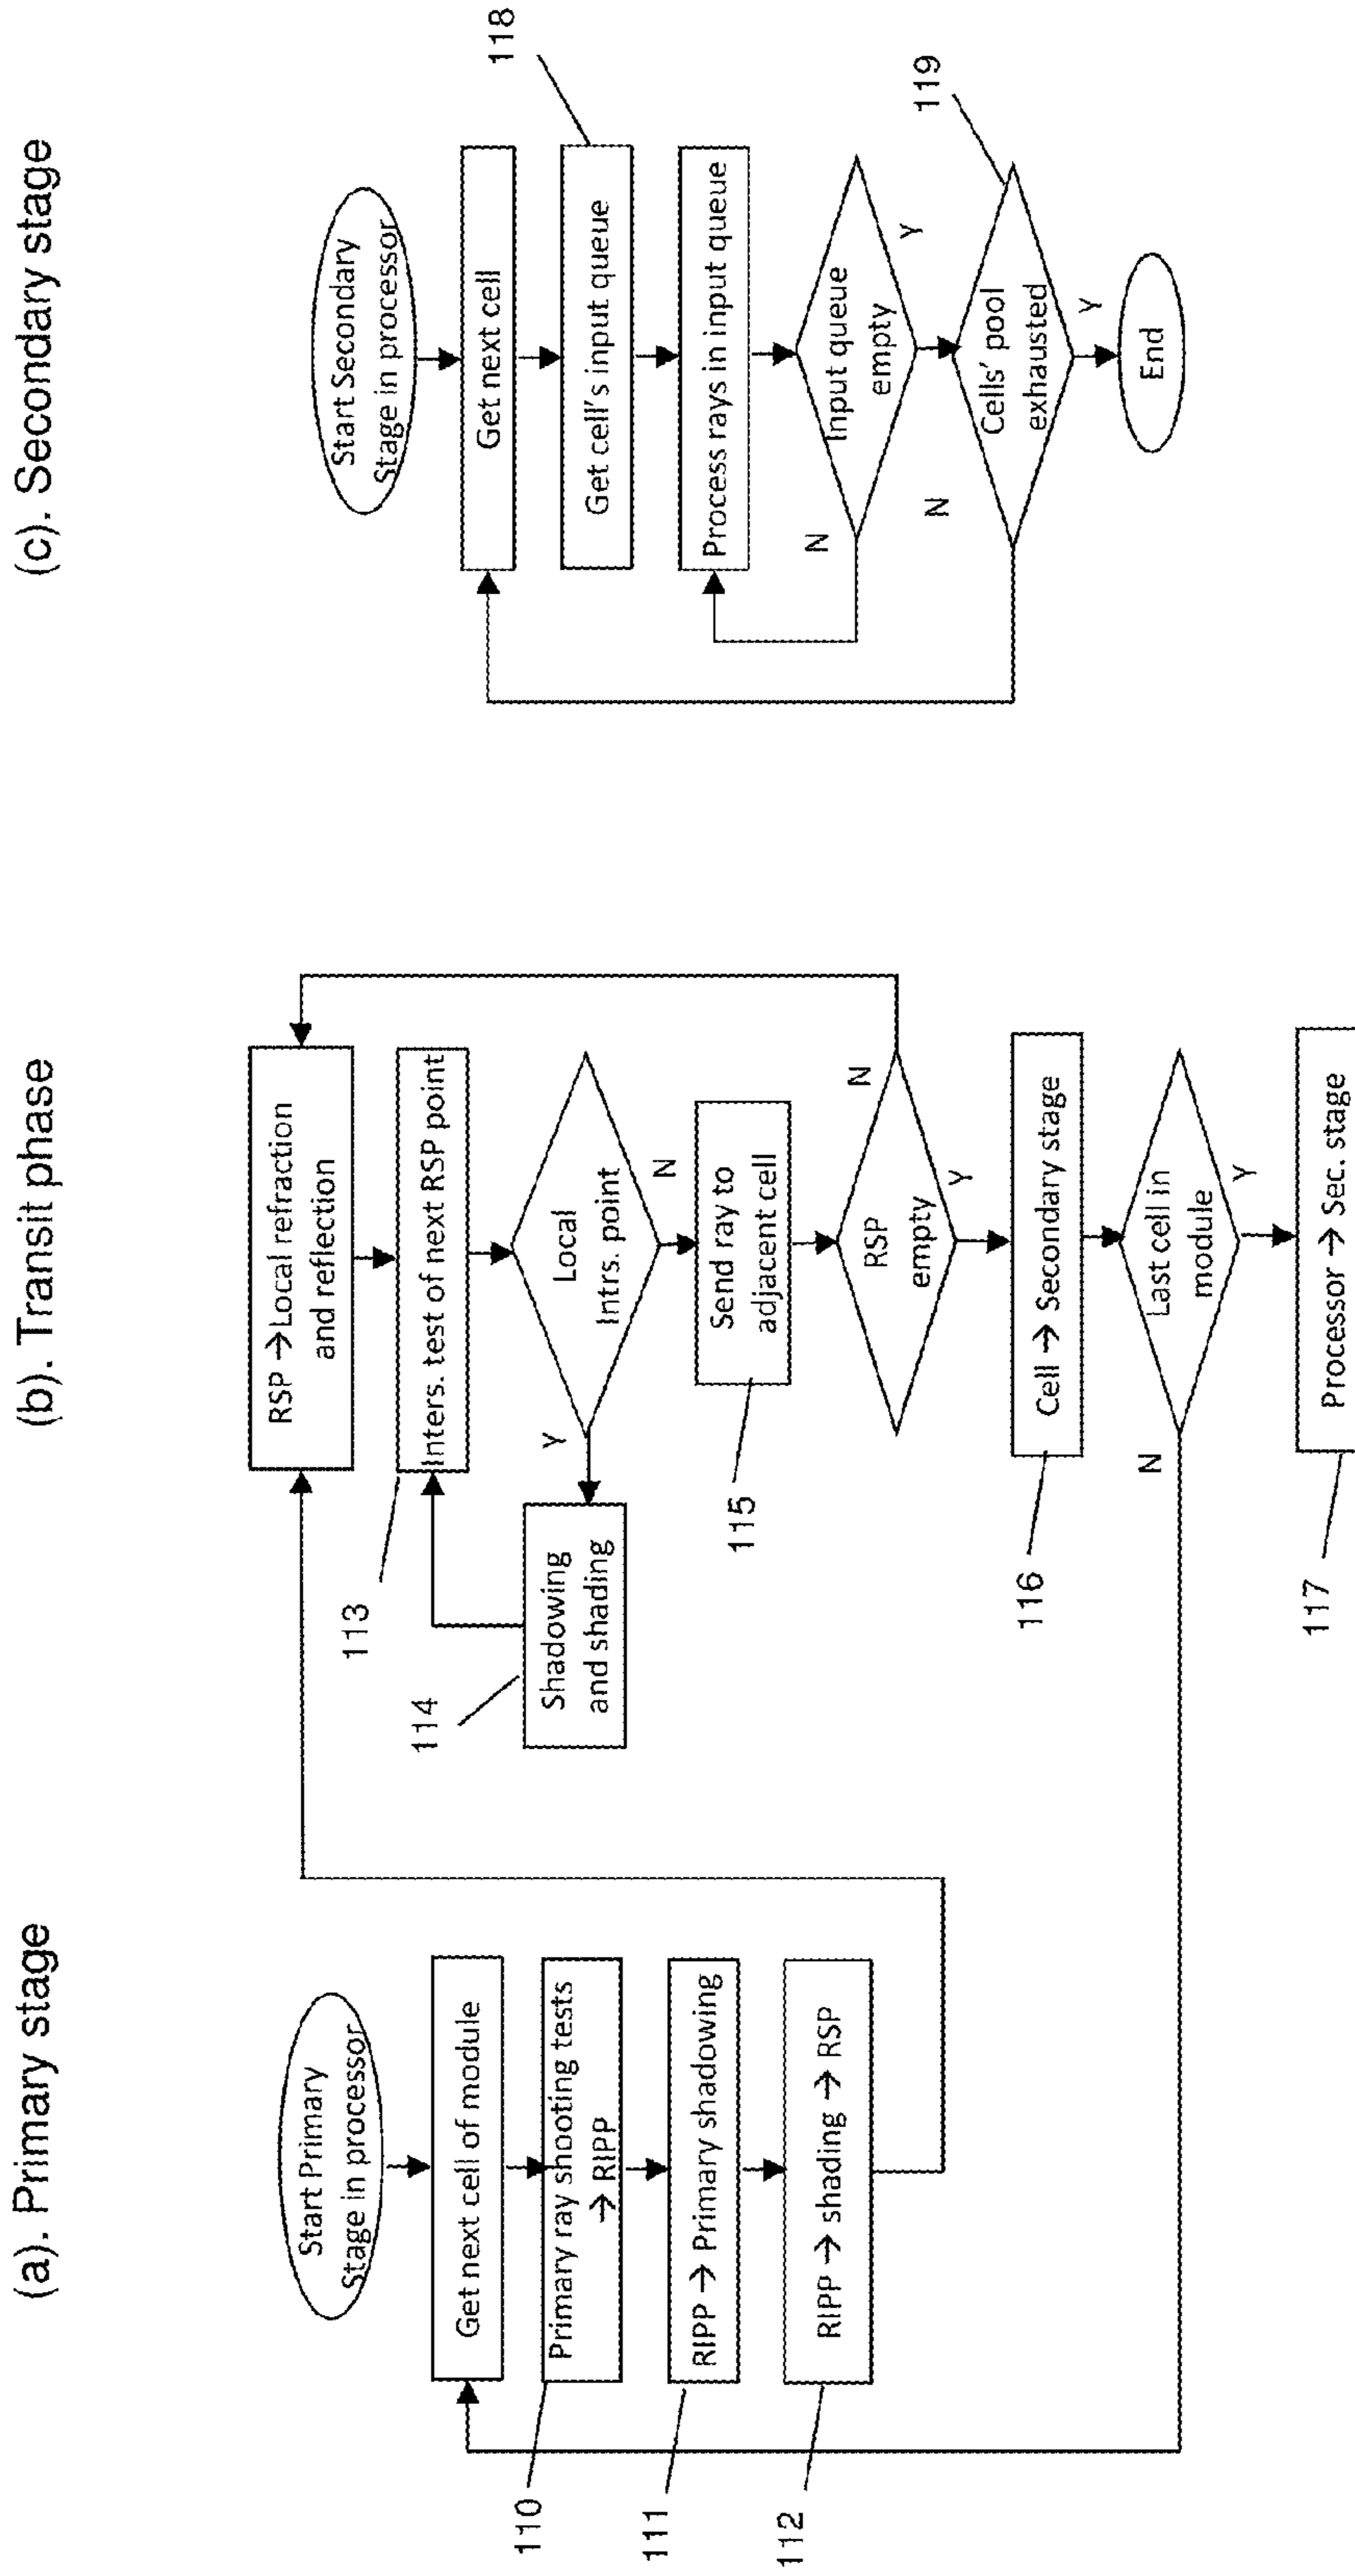 (a). Primary stage
Start Primary
Stage in processor
Get next cell of module
Primary ray shooting tests
→ RIPP
110
RIPP → Primary shadowing
111
RIPP → shading → RSP
112
(b). Transit phase
RSP → Local refraction
and reflection
Inters. test of next RSP point
113
Local
Intrs. point
Y
N
Shadowing
and shading
114
Send ray to
adjacent cell
115
RSP
empty
N
Y
Cell → Secondary stage
116
Last cell in
module
N
Y
Processor → Sec. stage
117
(c). Secondary stage
Start Secondary
Stage in processor
Get next cell
Get cell's input queue
118
Process rays in input queue
Input queue
empty
N
Y
Cells' pool
exhausted
119
N
Y
End